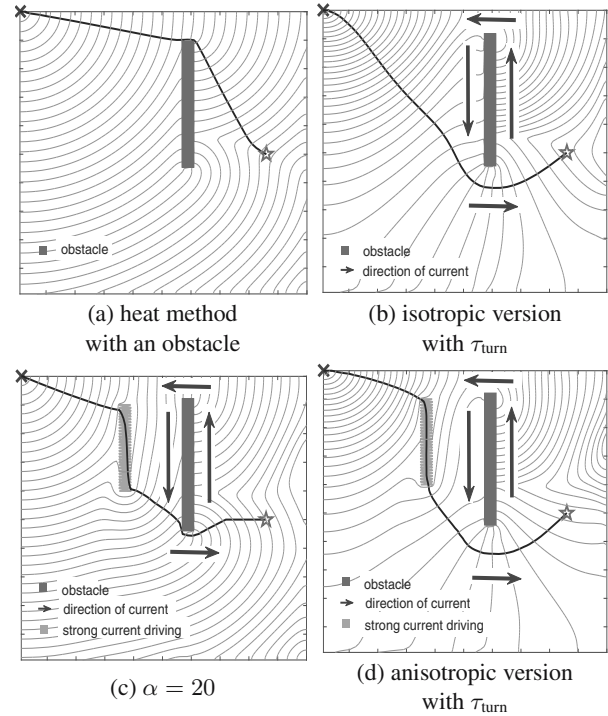 obstacle
(a) heat method
with an obstacle
obstacle
direction of current
(b) isotropic version
with τturn
obstacle
direction of current
strong current driving
(c) α = 20
obstacle
direction of current
strong current driving
(d) anisotropic version
with τturn